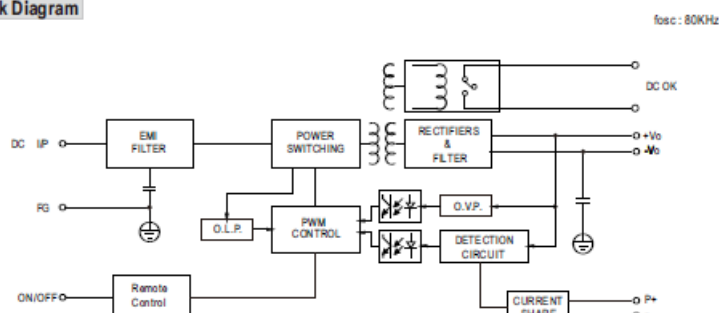 k Diagram
fosc : 80KHz
DC OK
DC I/P
EMI
FILTER
POWER
SWITCHING
RECTIFIERS
&
FILTER
+Vo
-Vo
FG
O.L.P.
PWM
CONTROL
O.V.P.
DETECTION
CIRCUIT
ON/OFF
Remote
Control
CURRENT
SHARE
P+